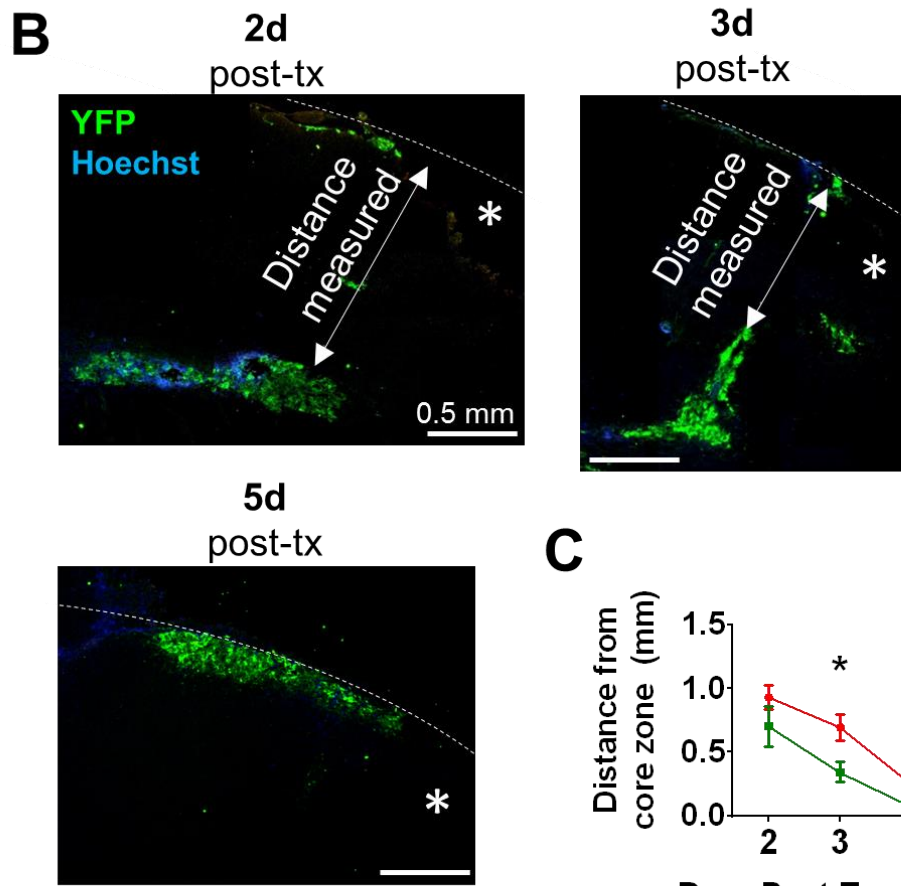 B
2d
post-tx
3d
post-tx
YFP
Hoechst
Distance
measured
*
0.5 mm
Distance
measured
*
5d
post-tx
*
C
Distance from
core zone (mm)
1.5
1.0
0.5
0.0
*
2
3